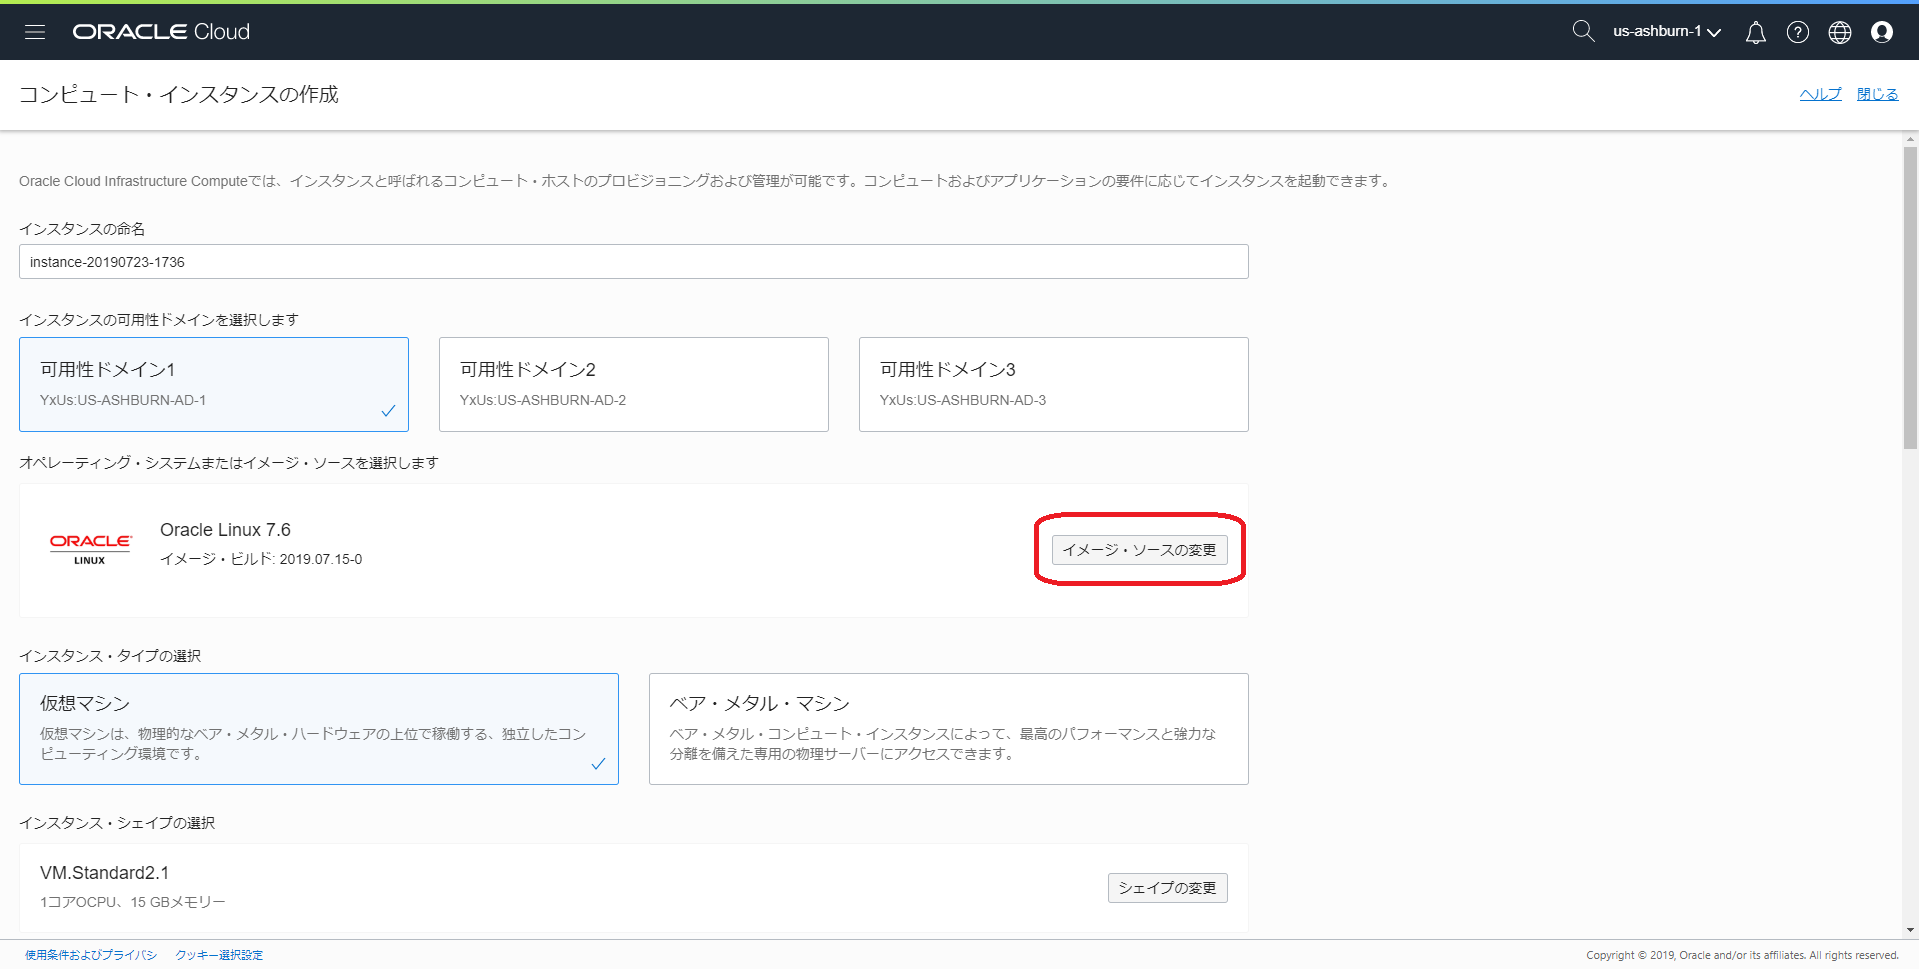 ORACLE Cloud
us-ashburn-1
コンピュート・インスタンスの作成
ヘルプ 閉じる
Oracle Cloud Infrastructure Computeでは、インスタンスと呼ばれるコンピュート・ホストのプロビジョニングおよび管理が可能です。コンピュートおよびアプリケーションの要件に応じてインスタンスを起動できます。
インスタンスの命名
instance-20190723-1736
インスタンスの可用性ドメインを選択します
可用性ドメイン1
YxUs:US-ASHBURN-AD-1
可用性ドメイン2
YxUs:US-ASHBURN-AD-2
可用性ドメイン3
YxUs:US-ASHBURN-AD-3
オペレーティング・システムまたはイメージ・ソースを選択します
ORACLE
LINUX
Oracle Linux 7.6
イメージ・ビルド: 2019.07.15-0
イメージ・ソースの変更
インスタンス・タイプの選択
仮想マシン
仮想マシンは、物理的なベア・メタル・ハードウェアの上位で稼働する、独立したコン
ピューティング環境です。
ベア・メタル・マシン
ベア・メタル・コンピュート・インスタンスによって、最高のパフォーマンスと強力な
分離を備えた専用の物理サーバーにアクセスできます。
インスタンス・シェイプの選択
VM.Standard2.1
1コアOCPU、15 GBメモリー
シェイプの変更
使用条件およびプライバシ クッキー選択設定
Copyright © 2019, Oracle and/or its affiliates. All rights reserved.